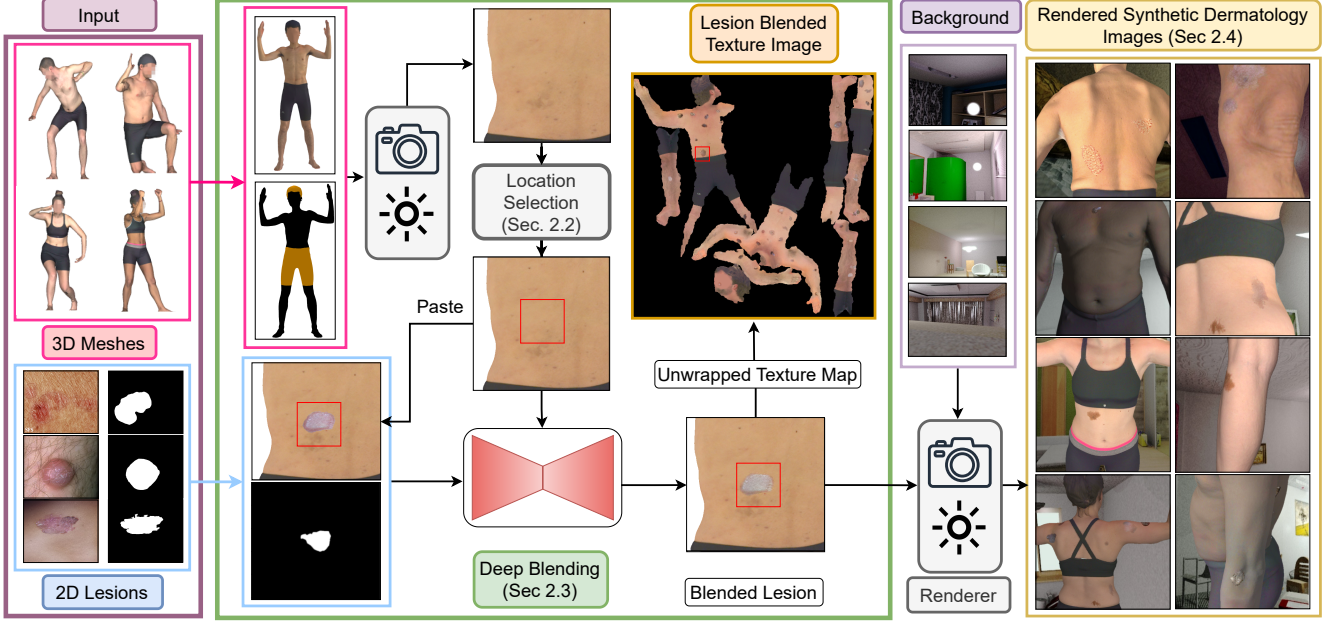 Input
3D Meshes
2D Lesions
Location
Selection
(Sec. 2.2)
Paste
Deep Blending
(Sec 2.3)
Lesion Blended
Texture Image
Unwrapped Texture Map
Blended Lesion
Background
Renderer
Rendered Synthetic Dermatology
Images (Sec 2.4)